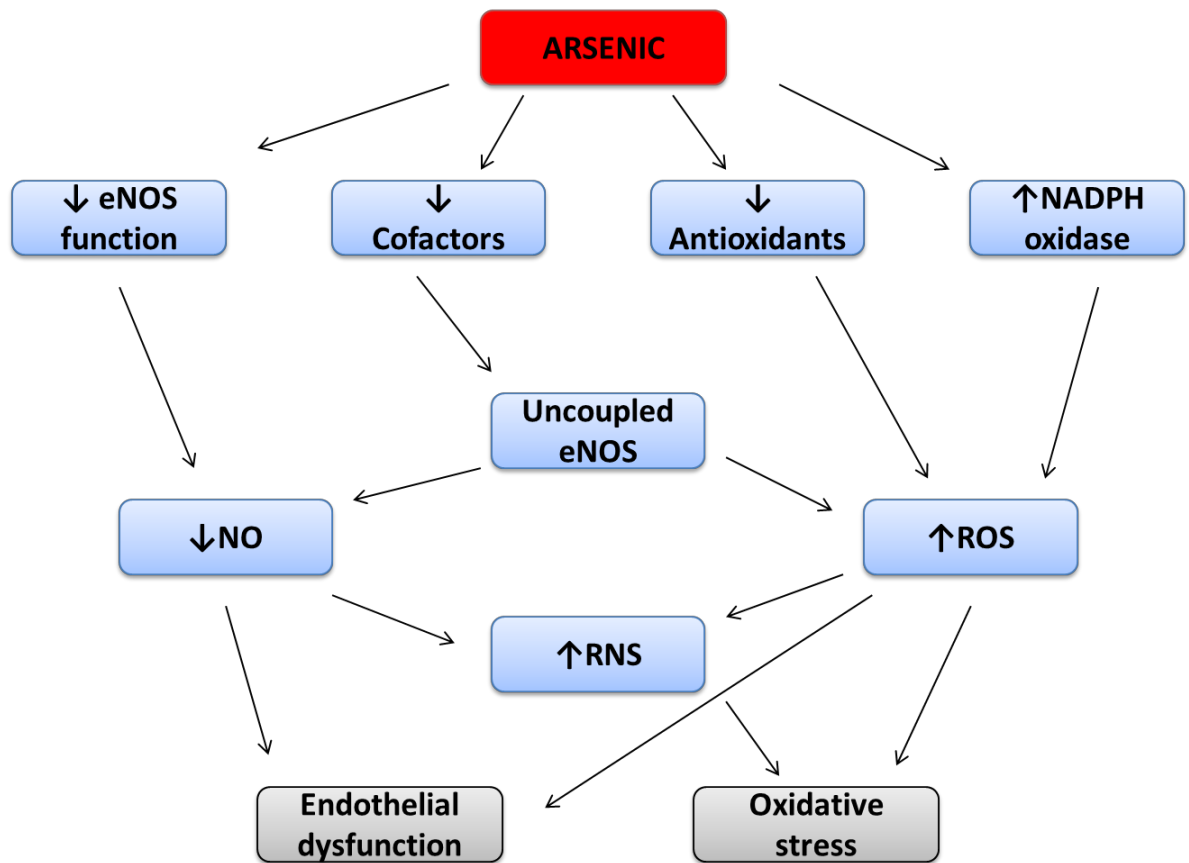 ARSENIC
↓ eNOS
function
↓
Cofactors
↓
Antioxidants
↑NADPH
oxidase
Uncoupled
eNOS
↓NO
↑ROS
↑RNS
Endothelial
dysfunction
Oxidative
stress